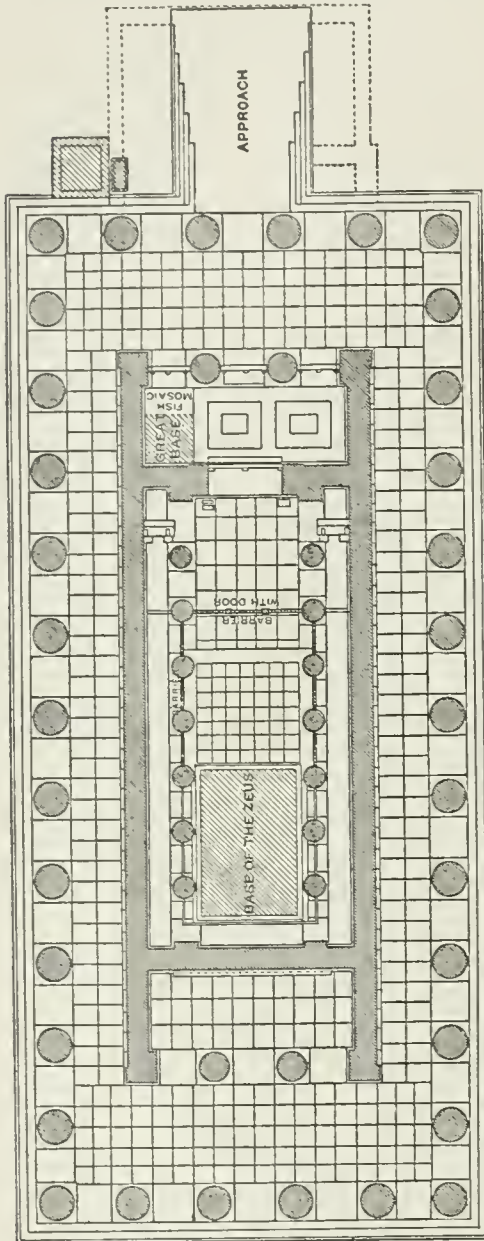 APPROACH
FISH
MOSAIC
GREAT
BASE
BARRIER
WITH DOOR
BASE OF THE ZEUS